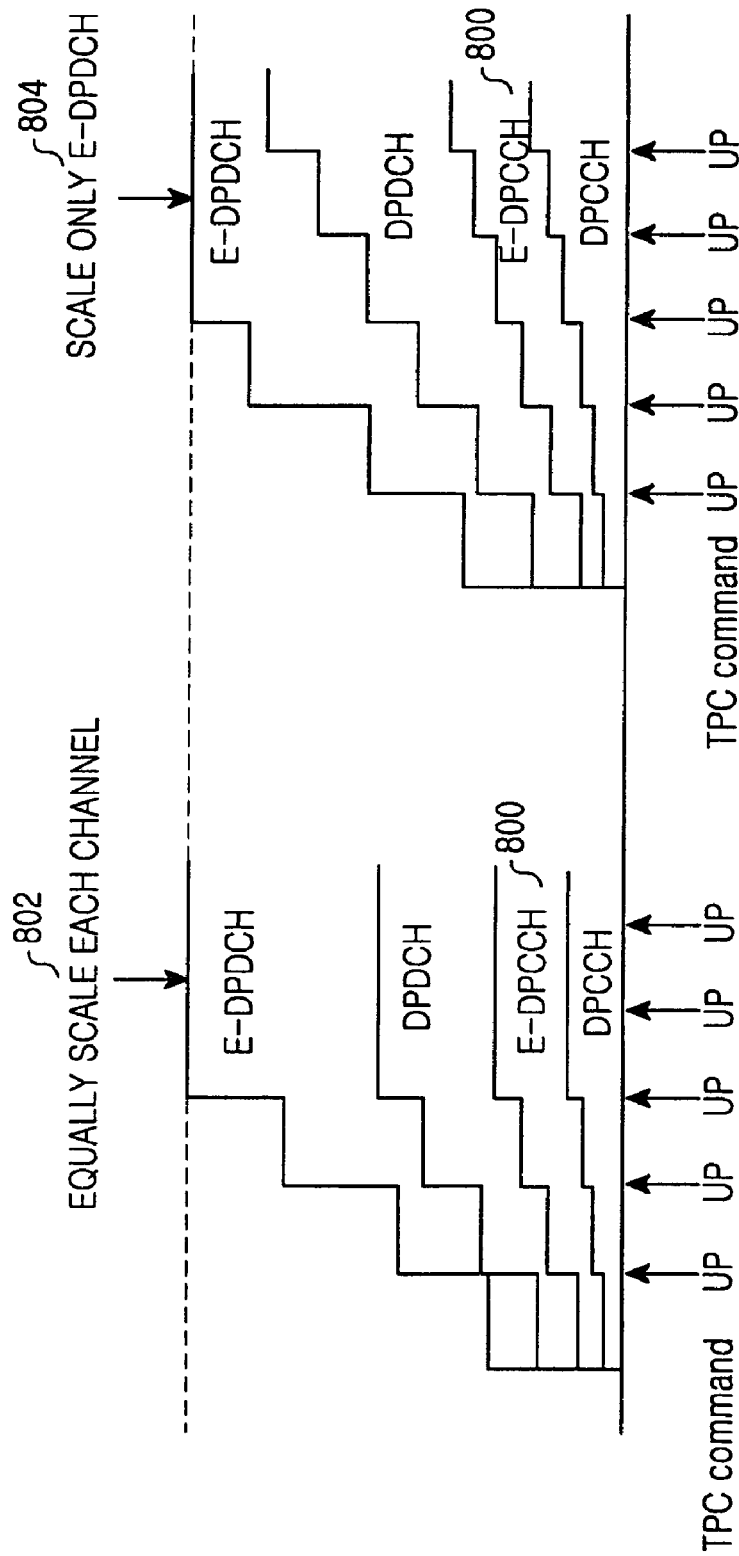 802
EQUALLY SCALE EACH CHANNEL
E-DPDCH
DPDCH
E-DPCCH
800
DPCCH
TPC command UP UP UP UP UP
804
SCALE ONLY E-DPDCH
E-DPDCH
DPDCH
E-DPCCH
800
DPCCH
TPC command UP UP UP UP UP